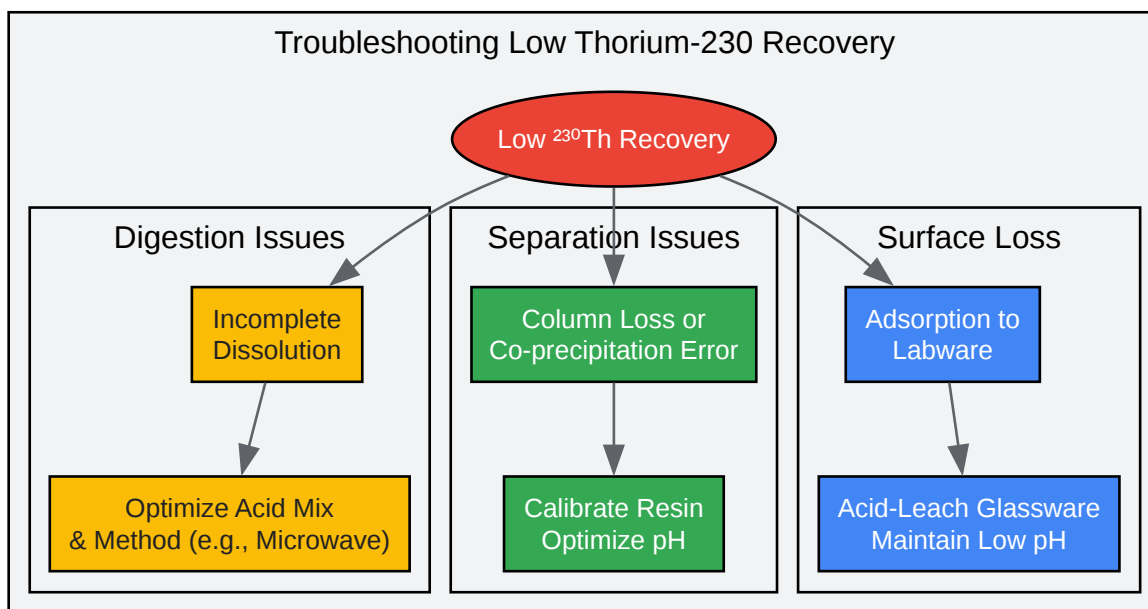 Troubleshooting Low Thorium-230 Recovery
Low ²³⁰Th Recovery
Digestion Issues
Separation Issues
Surface Loss
Incomplete
Dissolution
Column Loss or
Co-precipitation Error
Adsorption to
Labware
Optimize Acid Mix
& Method (e.g., Microwave)
Calibrate Resin
Optimize pH
Acid-Leach Glassware
Maintain Low pH